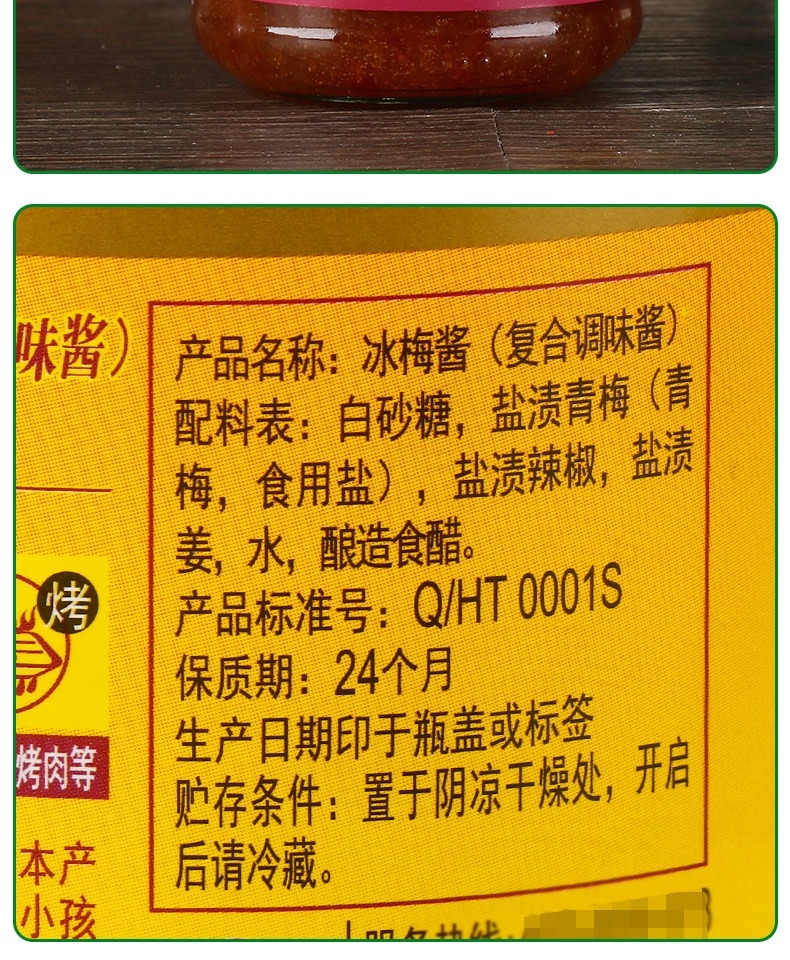 味酱）
产品名称：冰梅酱（复合调味酱）
配料表：白砂糖，盐渍青梅（青
梅，食用盐），盐渍辣椒，盐渍
姜，水，酿造食醋。
产品标准号：Q/HT 0001S
保质期：24个月
生产日期印于瓶盖或标签
贮存条件：置于阴凉干燥处，开启
后请冷藏。
烤
烤肉等
本产
小孩
服务热线: